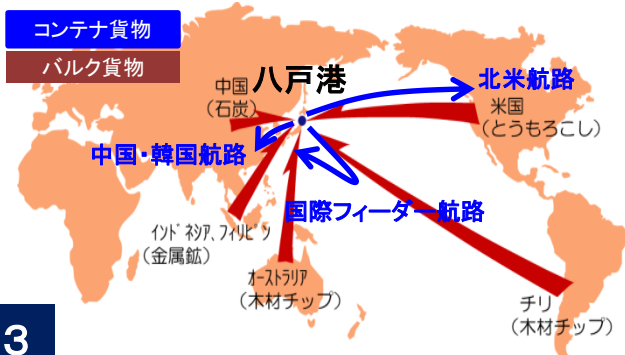 コンテナ貨物
バルク貨物
八戸港
北米航路
中国
(石炭)
米国
(とうもろこし)
中国・韓国航路
国際フィーダー航路
インドネシア、フィリピン
(金属鉱)
オーストラリア
(木材チップ)
チリ
(木材チップ)
3